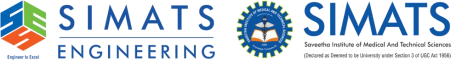 SIMATS
ENGINEERING
Engineer to Excel
SIMATS
Saveetha Institute of Medical And Technical Sciences
(Declared as Deemed to be University under Section 3 of UGC Act 1956)